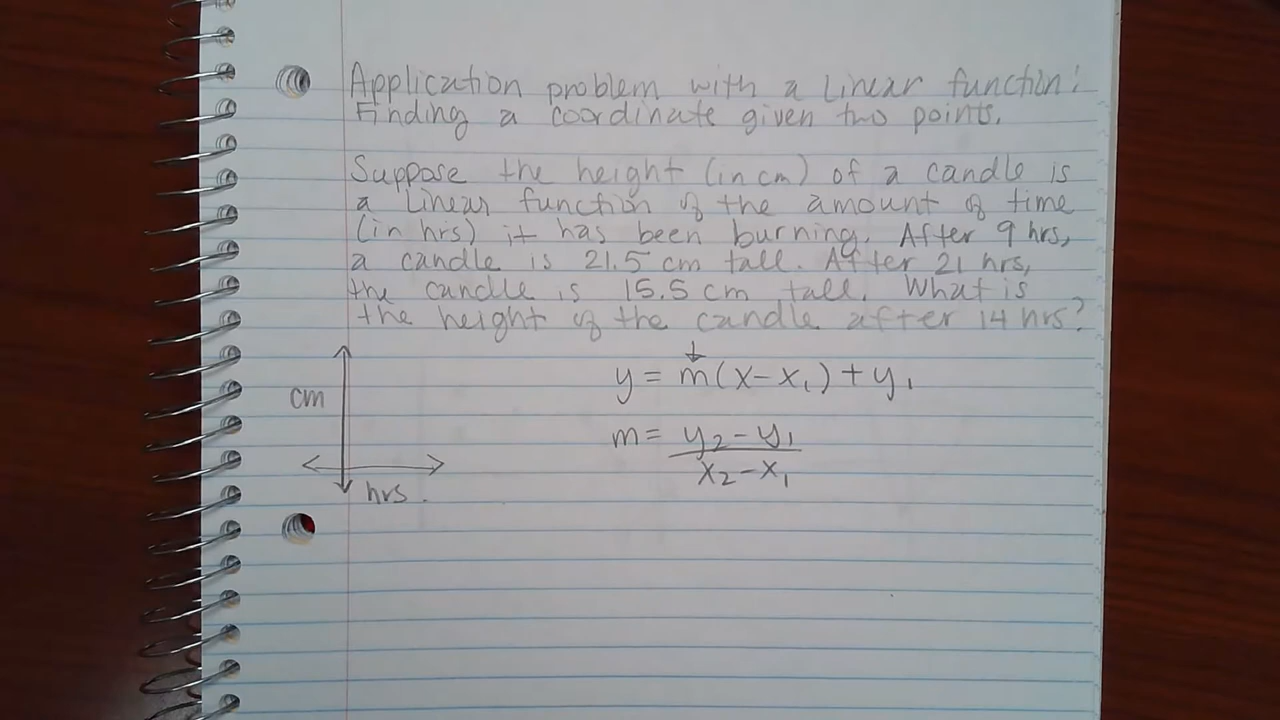 Application problem with a linear function:
Finding a coordinate given two points.
Suppose the height (in cm) of a candle is
a linear function of the amount of time
(in hrs) it has been burning. After 9 hrs,
a candle is 21.5 cm tall. After 21 hrs,
the candle is 15.5 cm tall. What is
the height of the candle after 14 hrs?
cm
hrs.
y = m(x - x₁) + y₁
m = y₂ - y₁
x₂ - x₁